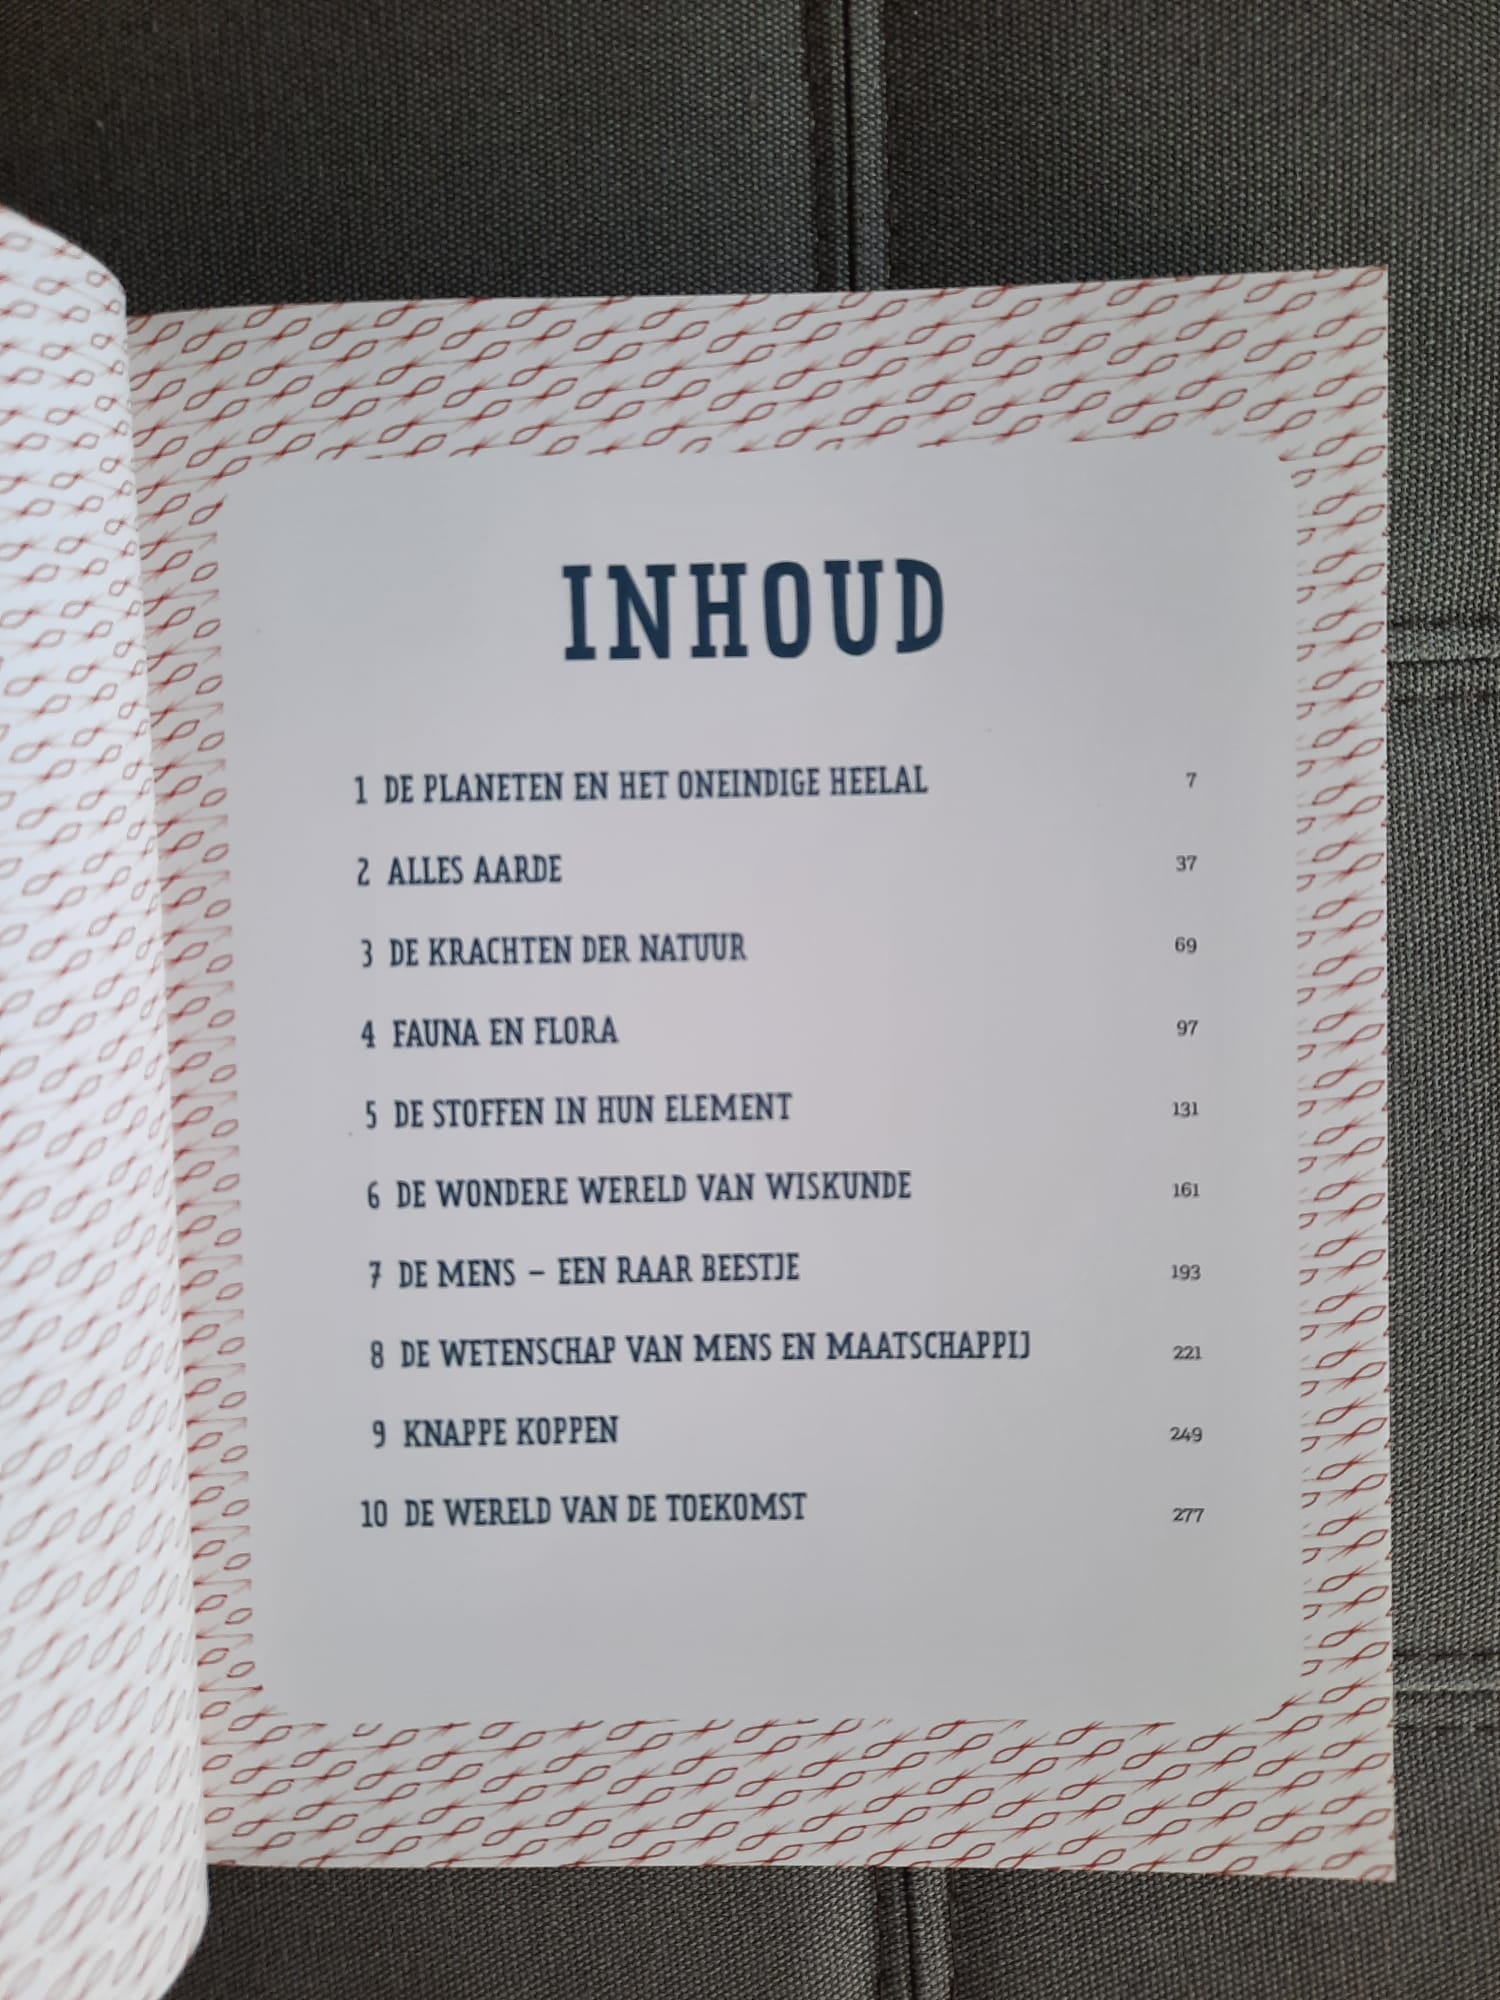 INHOUD
1 DE PLANETEN EN HET ONEINDIGE HEELAL 7
2 ALLES AARDE 37
3 DE KRACHTEN DER NATUUR 69
4 FAUNA EN FLORA 97
5 DE STOFFEN IN HUN ELEMENT 131
6 DE WONDERE WERELD VAN WISKUNDE 161
7 DE MENS – EEN RAAR BEESTJE 193
8 DE WETENSCHAP VAN MENS EN MAATSCHAPPIJ 221
9 KNAPPE KOPPEN 249
10 DE WERELD VAN DE TOEKOMST 277